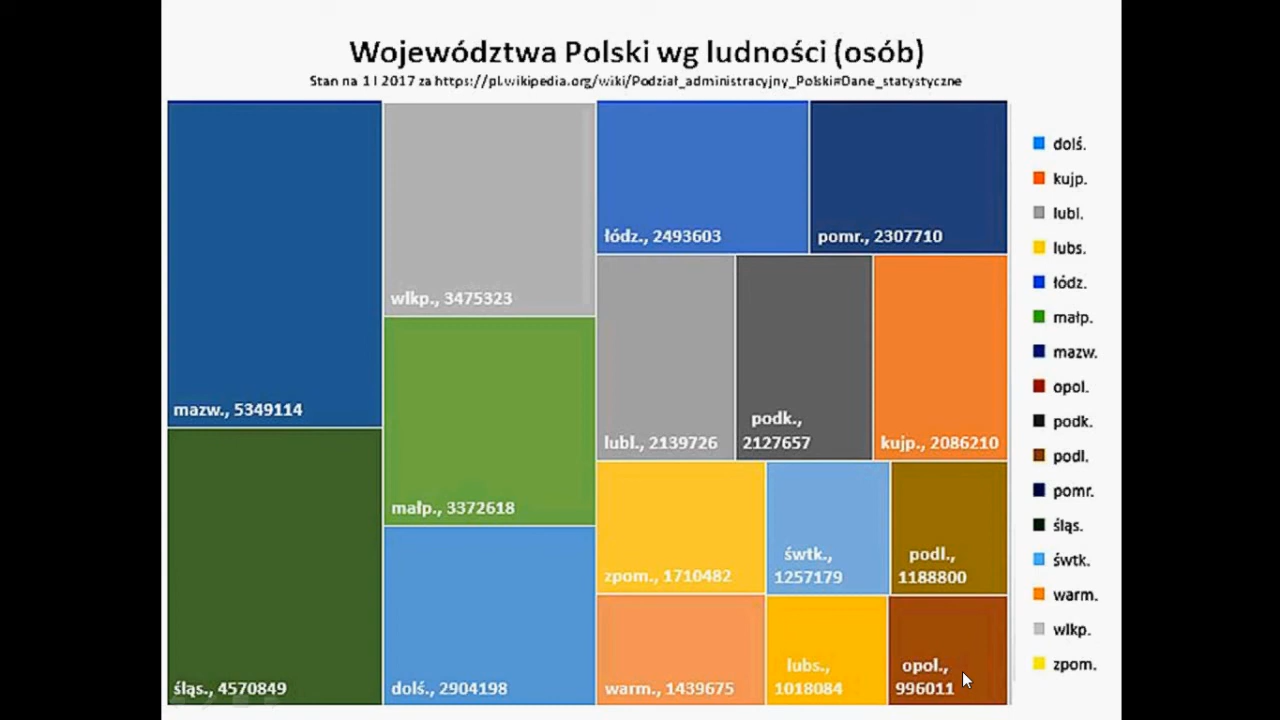 Województwa Polski wg ludności (osób)
Stan na 1 I 2017 za https://pl.wikipedia.org/wiki/Podział_administracyjny_Polski#Dane_statystyczne
mazw., 5349114
śląs., 4570849
wlkp., 3475323
małp., 3372618
dolś., 2904198
łódz., 2493603
pomr., 2307710
lubl., 2139726
podk.,
2127657
kujp., 2086210
zpom., 1710482
świtk.,
1257179
podl.,
1188800
warm., 1439675
lubs.,
1018084
opol.,
996011
dolś.
kujp.
lubl.
lubs.
łódz.
małp.
mazw.
opol.
podk.
podl.
pomr.
śląs.
śwtk.
warm.
wlkp.
zpom.